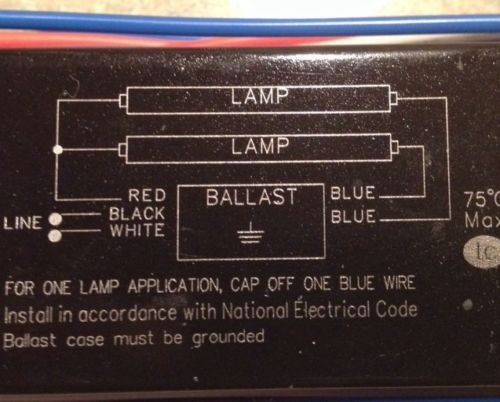 LAMP
LAMP
RED
BLACK
WHITE
LINE
BALLAST
BLUE
BLUE
75°C
Max
1C
FOR ONE LAMP APPLICATION, CAP OFF ONE BLUE WIRE
Install in accordance with National Electrical Code
Ballast case must be grounded